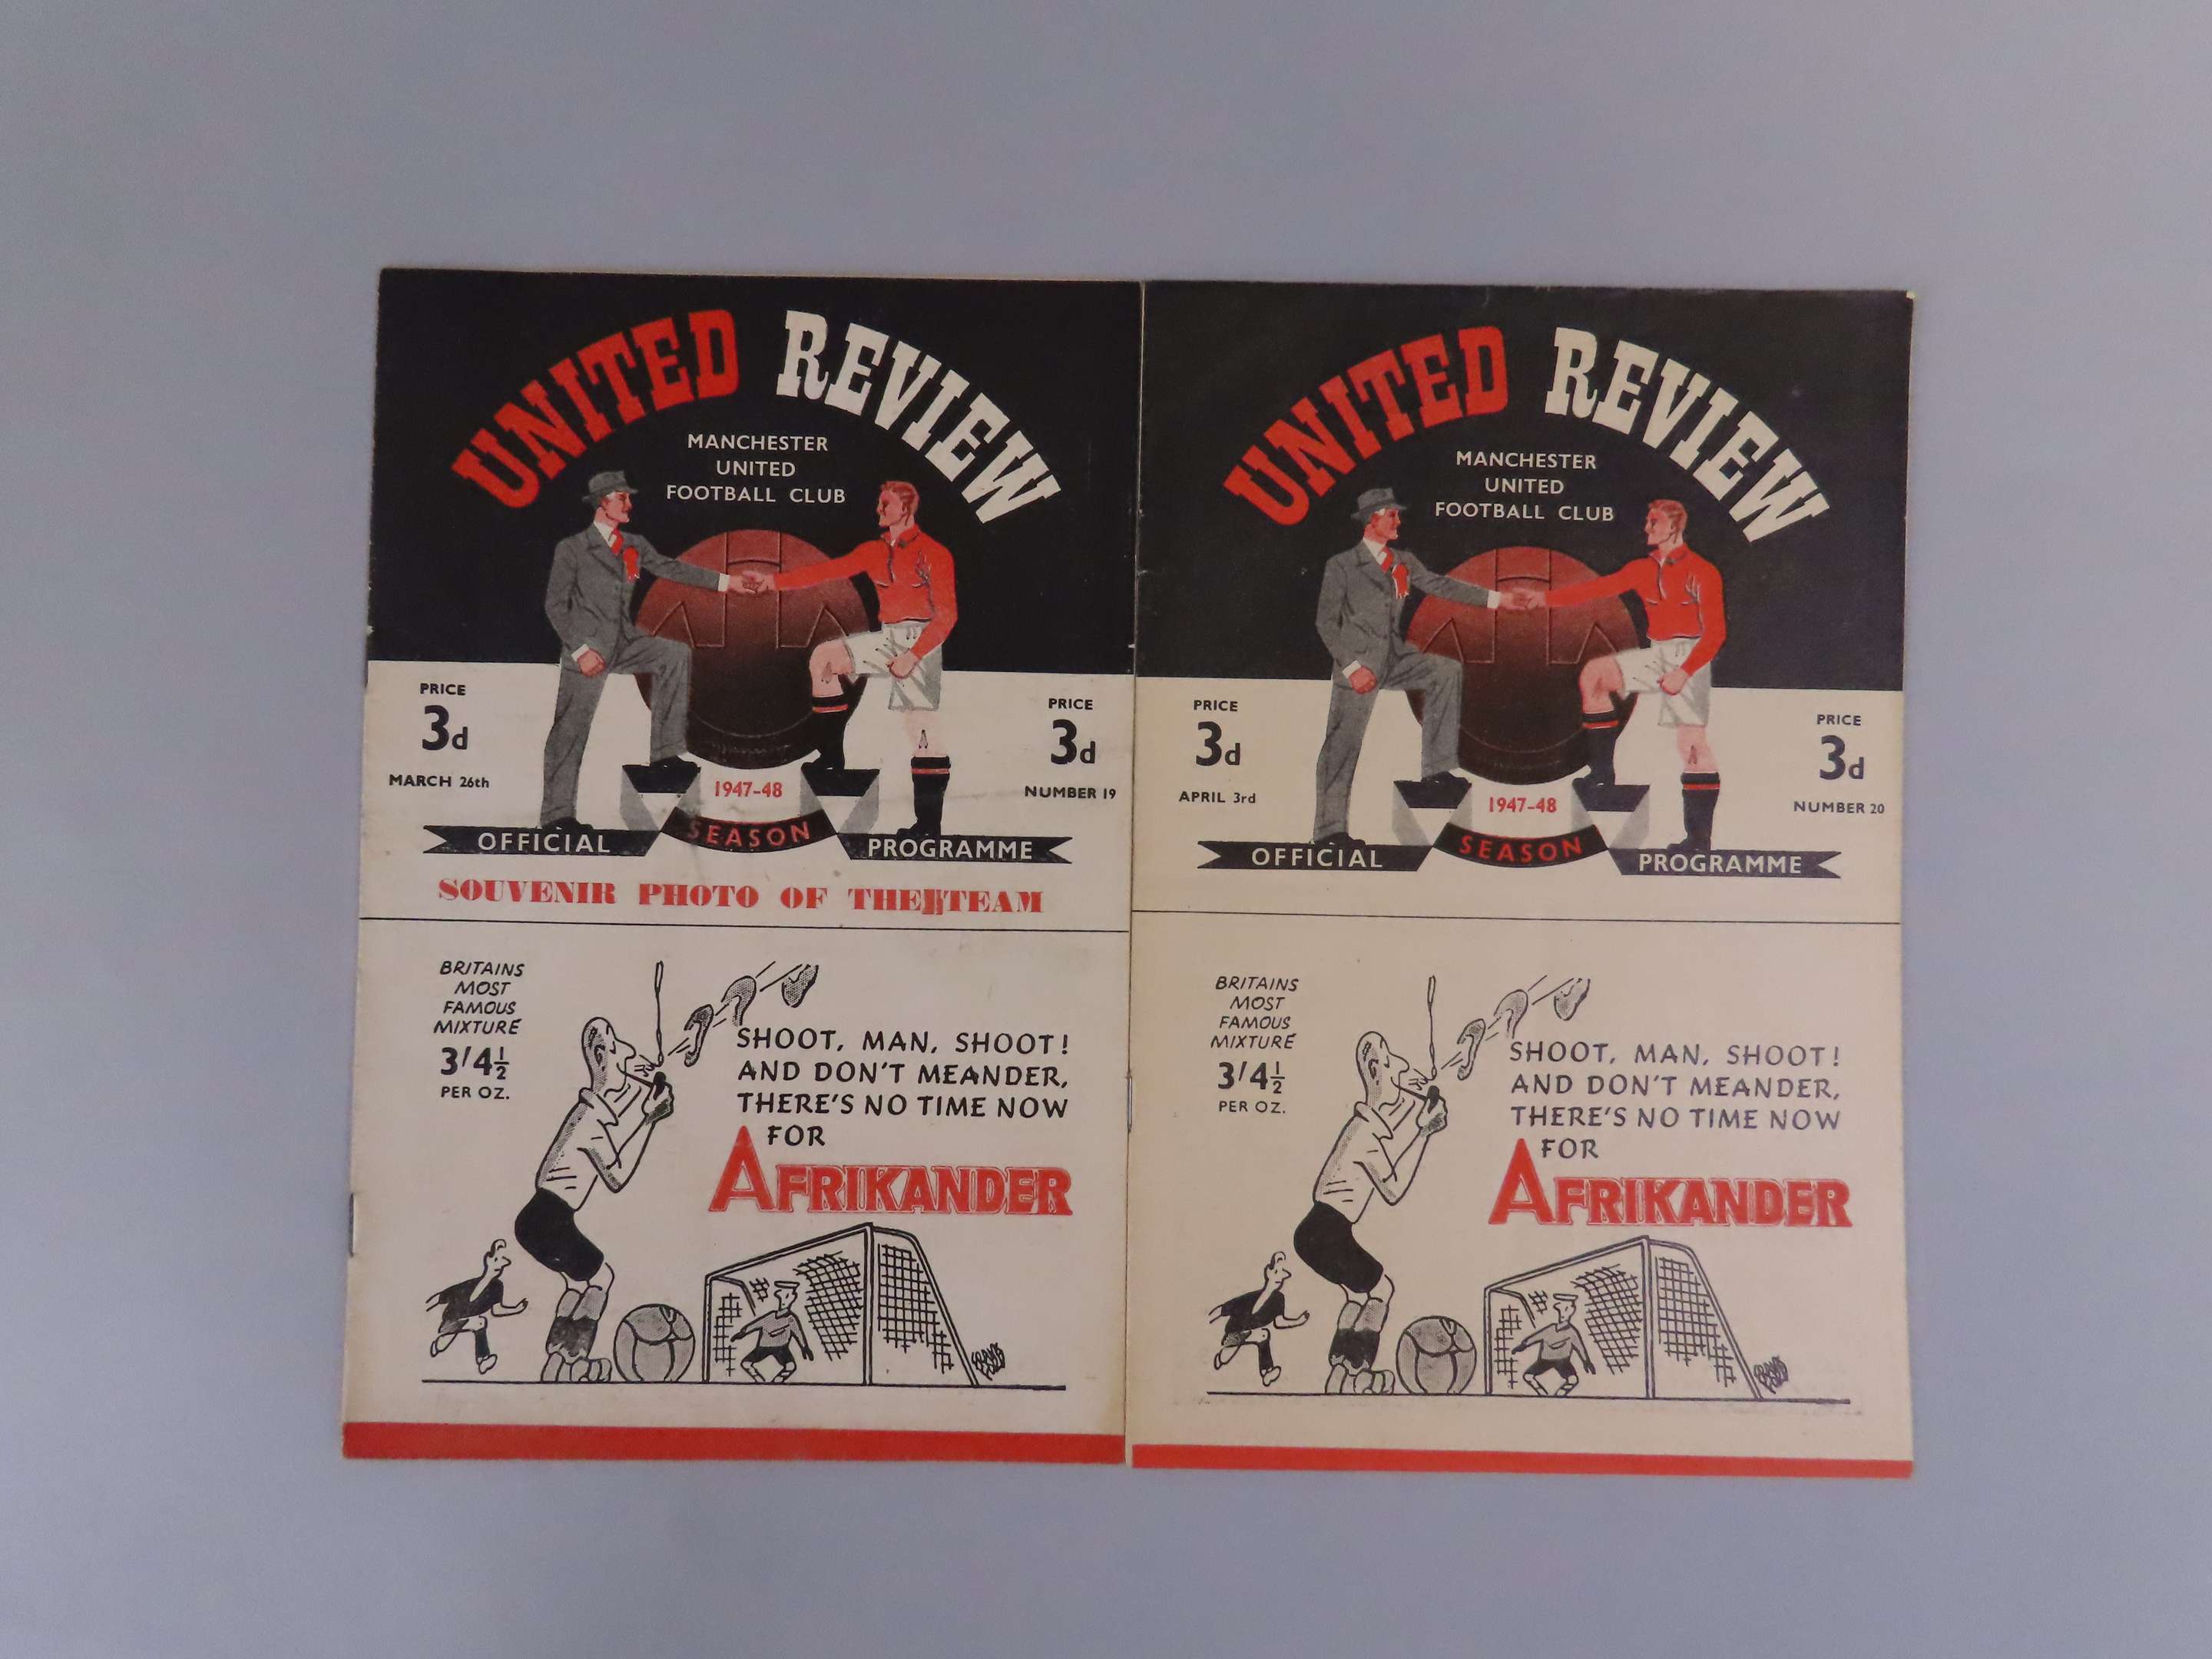 UNITED REVIEW
MANCHESTER
UNITED
FOOTBALL CLUB
PRICE
3d
MARCH 26th
PRICE
3d
NUMBER 19
1947-48
SEASON
OFFICIAL
PROGRAMME
SOUVENIR PHOTO OF THE TEAM
BRITAINS
MOST
FAMOUS
MIXTURE
3/4½
PER OZ.
SHOOT, MAN, SHOOT!
AND DON'T MEANDER,
THERE'S NO TIME NOW
FOR
AFRIKANDER
UNITED REVIEW
MANCHESTER
UNITED
FOOTBALL CLUB
PRICE
3d
APRIL 3rd
PRICE
3d
NUMBER 20
1947-48
SEASON
OFFICIAL
PROGRAMME
BRITAINS
MOST
FAMOUS
MIXTURE
3/4½
PER OZ.
SHOOT, MAN, SHOOT!
AND DON'T MEANDER,
THERE'S NO TIME NOW
FOR
AFRIKANDER